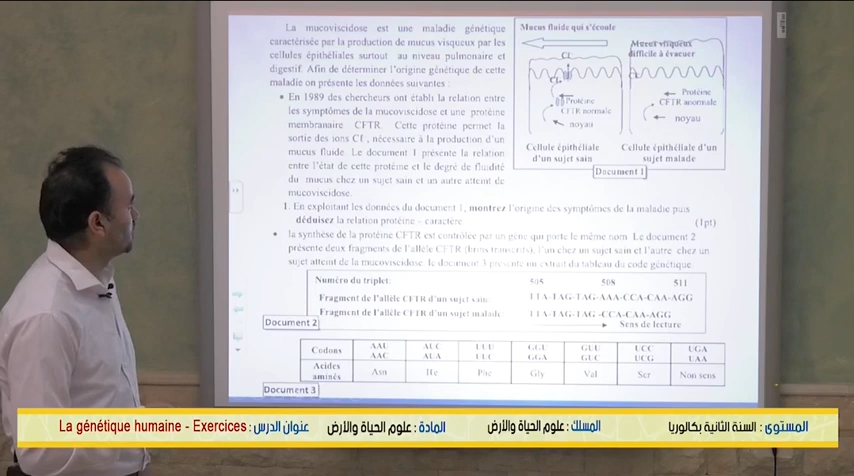 La mucoviscidose est une maladie génétique
caractérisée par la production de mucus visqueux par les
cellules épithéliales surtout au niveau pulmonaire et
digestif. Afin de déterminer l'origine génétique de cette
maladie on présente les données suivantes :
• En 1989 des chercheurs ont établi la relation entre
les symptômes de la mucoviscidose et une protéine
membranaire CFTR. Cette protéine permet la
sortie des ions Cℓ⁻, nécessaire à la production d'un
mucus fluide. Le document 1 présente la relation
entre l'état de cette protéine et le degré de fluidité
du mucus chez un sujet sain et un autre atteint de
mucoviscidose.
Mucus fluide qui s'écoule
Mucus visqueux
difficile à évacuer
Cℓ⁻
Protéine
CFTR normale
noyau
Protéine
CFTR anormale
noyau
Cellule épithéliale
d'un sujet sain
Cellule épithéliale d'un
sujet malade
Document 1
1. En exploitant les données du document 1, montrez l'origine des symptômes de la maladie puis
déduisez la relation protéine – caractère. (1pt)
• la synthèse de la protéine CFTR est contrôlée par un gène qui porte le même nom. Le document 2
présente deux fragments de l'allèle CFTR (brins transcrits), l'un chez un sujet sain et l'autre chez un
sujet atteint de la mucoviscidose. le document 3 présente un extrait du tableau du code génétique.
Numéro du triplet: 505 508 511
Fragment de l'allèle CFTR d'un sujet sain TTA-TAG-TAG-AAA-CCA-CAA-AGG
Fragment de l'allèle CFTR d'un sujet malade TTA-TAG-TAG-CCA-CAA-AGG
Sens de lecture
Document 2
Codons AAU AUC UUU GGU GUU UCC UGA
AAC AUA UUC GGA GUC UCG UAA
Acides
aminés Asn Ile Phe Gly Val Ser Non sens
Document 3
المستوى : السنة الثانية بكالوريا المسلك : علوم الحياة والأرض المادة : علوم الحياة والأرض عنوان الدرس : La génétique humaine - Exercices